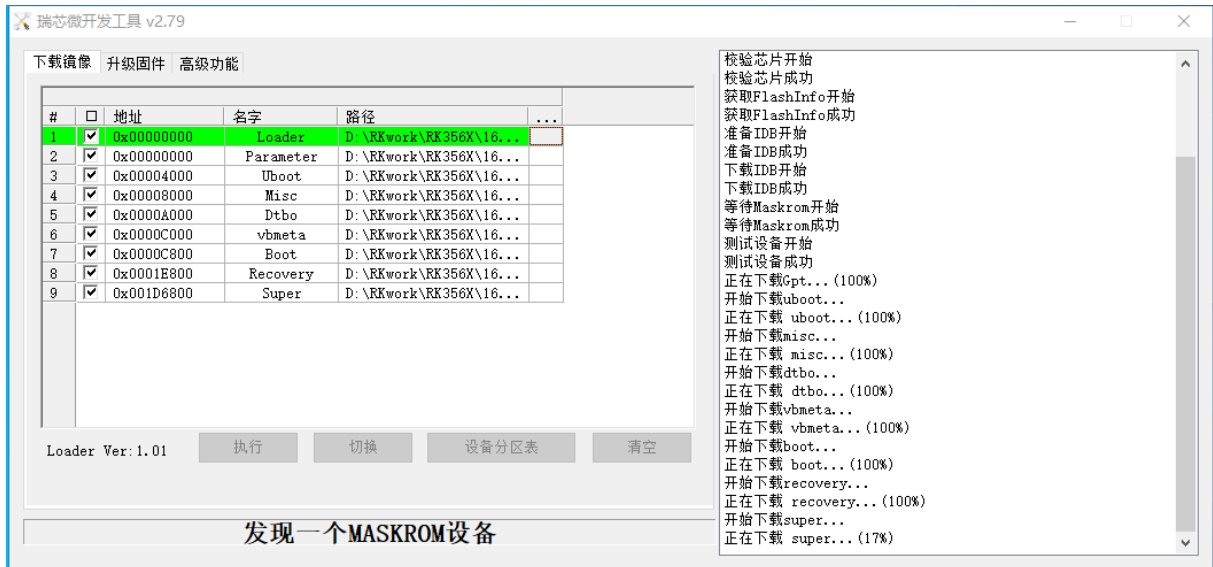 瑞芯微开发工具 v2.79
下载镜像 升级固件 高级功能
# 地址 名字 路径 ...
1 0x00000000 Loader D:\RKwork\RK356X\16...
2 0x00000000 Parameter D:\RKwork\RK356X\16...
3 0x00004000 Uboot D:\RKwork\RK356X\16...
4 0x00008000 Misc D:\RKwork\RK356X\16...
5 0x0000A000 Dtbo D:\RKwork\RK356X\16...
6 0x0000C000 vbmeta D:\RKwork\RK356X\16...
7 0x0000C800 Boot D:\RKwork\RK356X\16...
8 0x0001E800 Recovery D:\RKwork\RK356X\16...
9 0x001D6800 Super D:\RKwork\RK356X\16...
Loader Ver:1.01 执行 切换 设备分区表 清空
发现一个MASKROM设备
校验芯片开始
校验芯片成功
获取FlashInfo开始
获取FlashInfo成功
准备IDB开始
准备IDB成功
下载IDB开始
下载IDB成功
等待Maskrom开始
等待Maskrom成功
测试设备开始
测试设备成功
正在下载Gpt...(100%)
开始下载uboot...
正在下载 uboot...(100%)
开始下载misc...
正在下载 misc...(100%)
开始下载dtbo...
正在下载 dtbo...(100%)
开始下载vbmeta...
正在下载 vbmeta...(100%)
开始下载boot...
正在下载 boot...(100%)
开始下载recovery...
正在下载 recovery...(100%)
开始下载super...
正在下载 super...(17%)